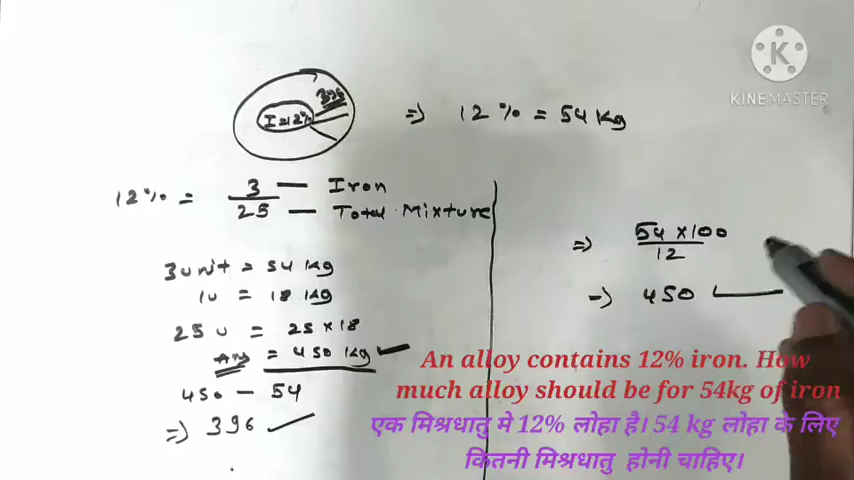 KINEMASTER
396
I=12%
=> 12% = 54 Kg
12% = 3 — Iron
25 — Total Mixture
3 unit = 54 Kg
1u = 18 Kg
25u = 25 × 18
Ans = 450 Kg
450 — 54
=> 396
=> 54 × 100
12
=> 450
An alloy contains 12% iron. How
much alloy should be for 54kg of iron
एक मिश्रधातु मे 12% लोहा है। 54 kg लोहा के लिए
कितनी मिश्रधातु होनी चाहिए।